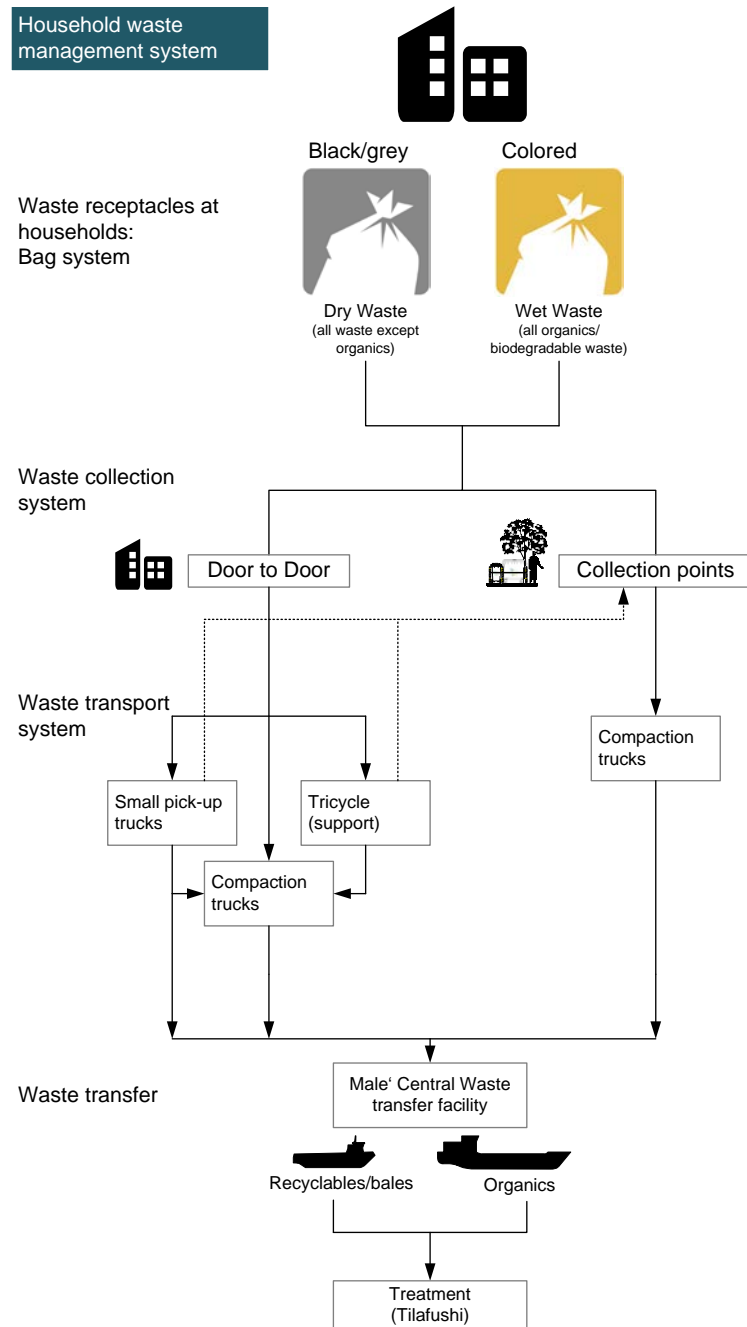 Household waste
management system
Black/grey
Colored
Waste receptacles at
households:
Bag system
Dry Waste
(all waste except
organics)
Wet Waste
(all organics/
biodegradable waste)
Waste collection
system
Door to Door
Collection points
Waste transport
system
Small pick-up
trucks
Tricycle
(support)
Compaction
trucks
Compaction
trucks
Waste transfer
Male‘ Central Waste
transfer facility
Recyclables/bales
Organics
Treatment
(Tilafushi)